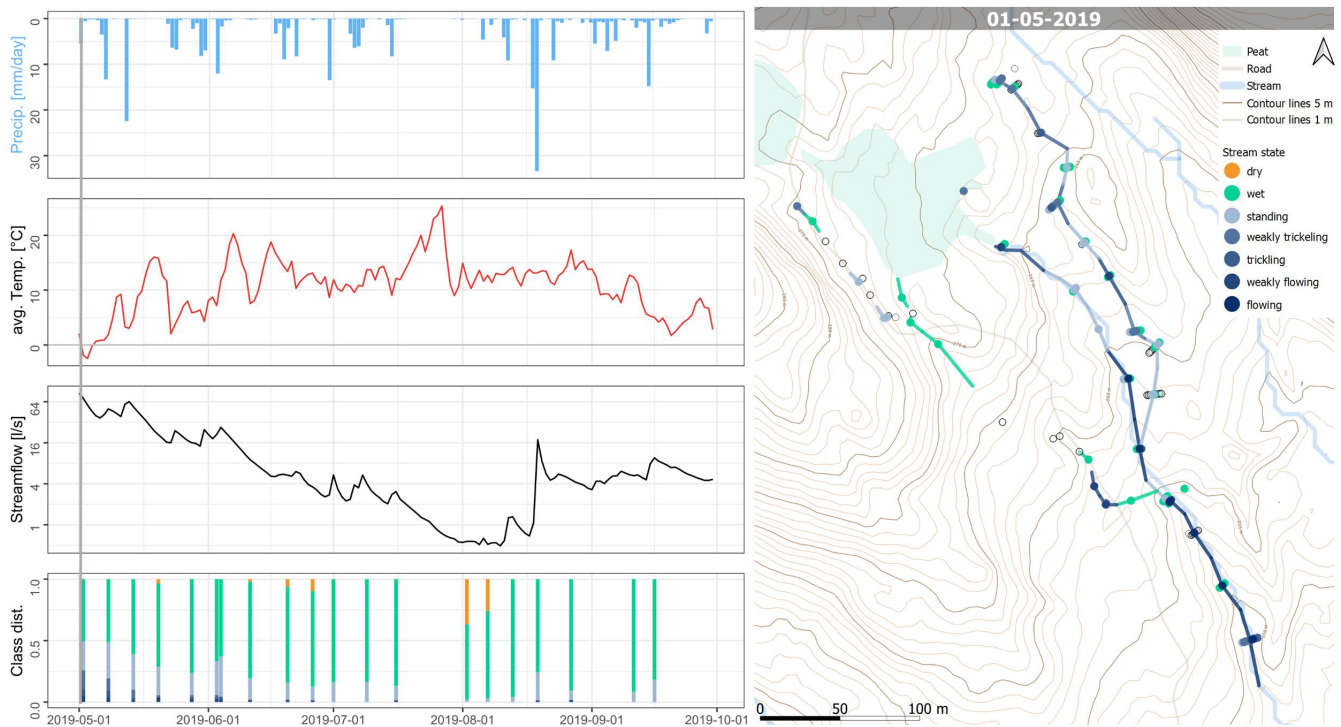 Precip. [mm/day]
0
10
20
30
avg. Temp. [°C]
20
10
0
Streamflow [l/s]
64
16
4
1
Class dist.
1.0
0.5
0.0
2019-05-01
2019-06-01
2019-07-01
2019-08-01
2019-09-01
2019-10-01
01-05-2019
Peat
Road
Stream
Contour lines 5 m
Contour lines 1 m
Stream state
dry
wet
standing
weakly trickeling
trickling
weakly flowing
flowing
0
50
100 m